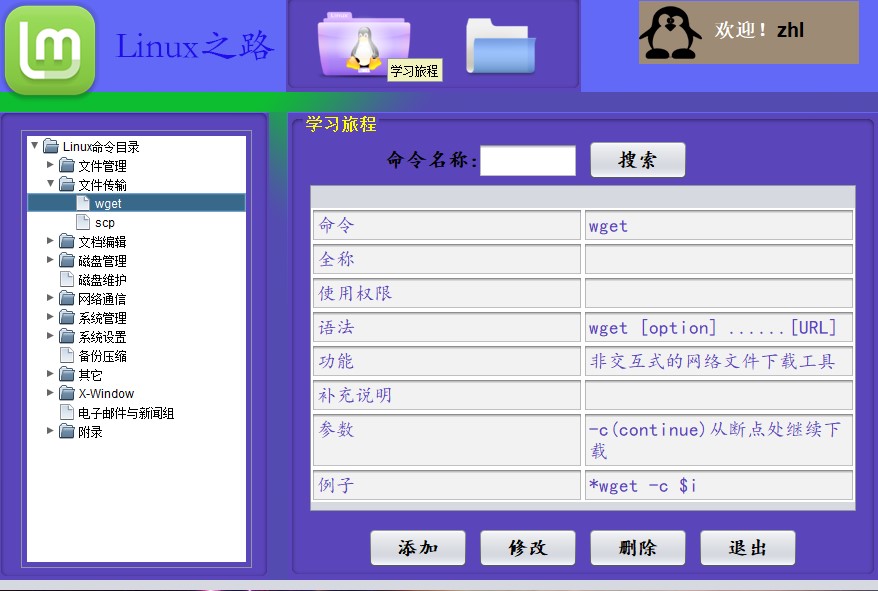 Linux之路
Linux
学习旅程
欢迎！zhl
Linux命令目录
文件管理
文件传输
wget
scp
文档编辑
磁盘管理
磁盘维护
网络通信
系统管理
系统设置
备份压缩
其它
X-Window
电子邮件与新闻组
附录
学习旅程
命令名称:
搜索
命令 wget
全称
使用权限
语法 wget [option] ......[URL]
功能 非交互式的网络文件下载工具
补充说明
参数 -c(continue)从断点处继续下
载
例子 *wget -c $i
添加 修改 删除 退出